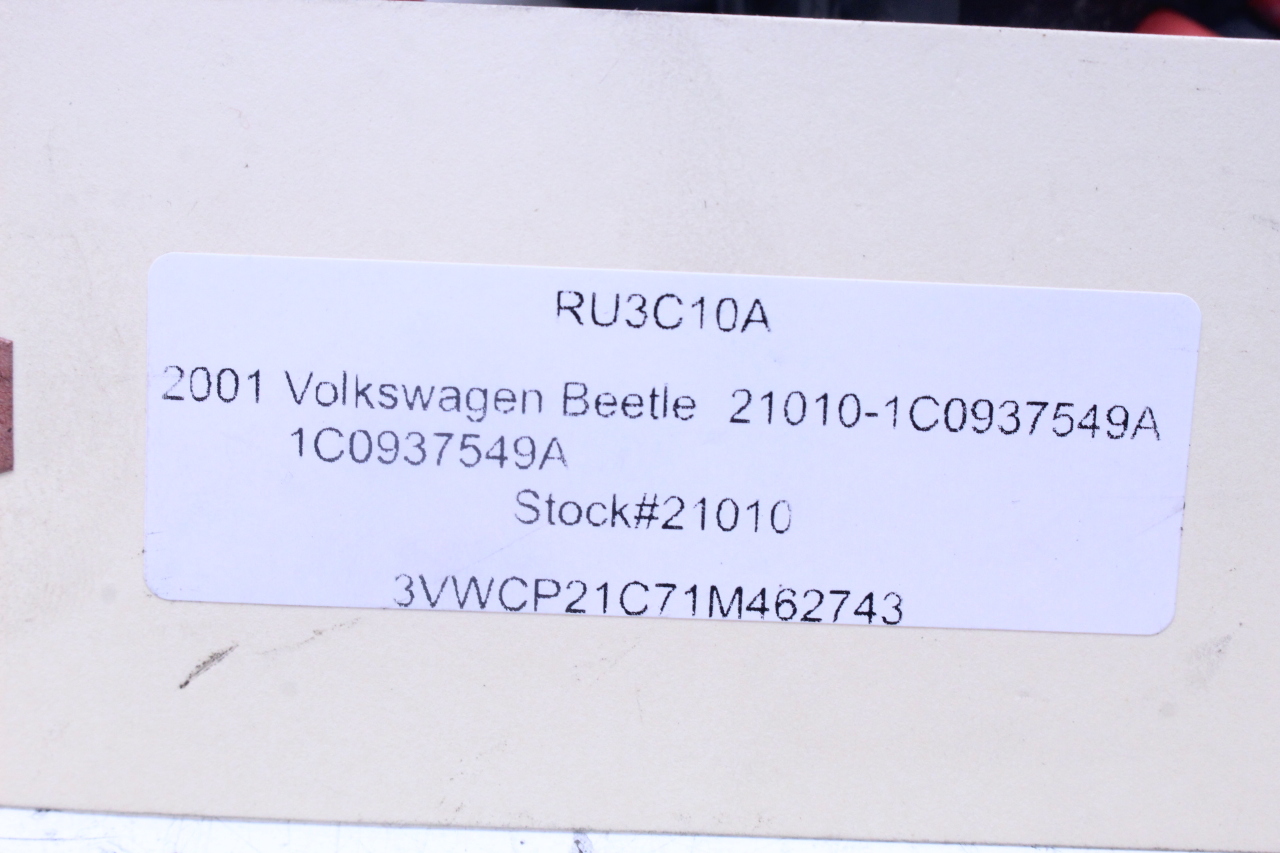 RU3C10A
2001 Volkswagen Beetle 21010-1C0937549A
1C0937549A
Stock#21010
3VWCP21C71M462743